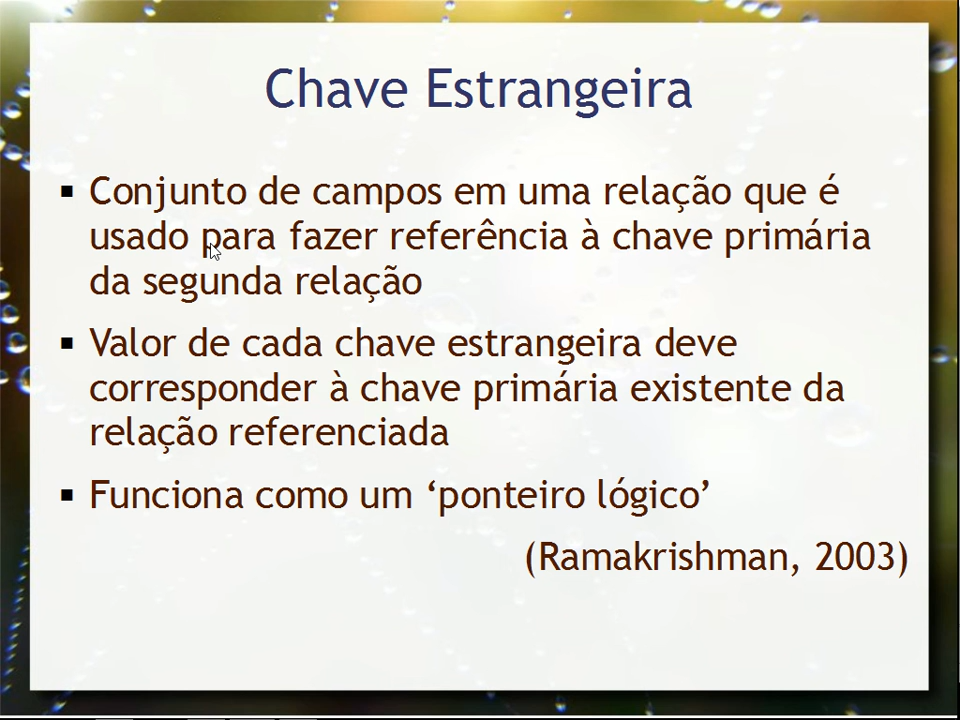 Chave Estrangeira
▪ Conjunto de campos em uma relação que é
usado para fazer referência à chave primária
da segunda relação
▪ Valor de cada chave estrangeira deve
corresponder à chave primária existente da
relação referenciada
▪ Funciona como um ‘ponteiro lógico’
(Ramakrishman, 2003)